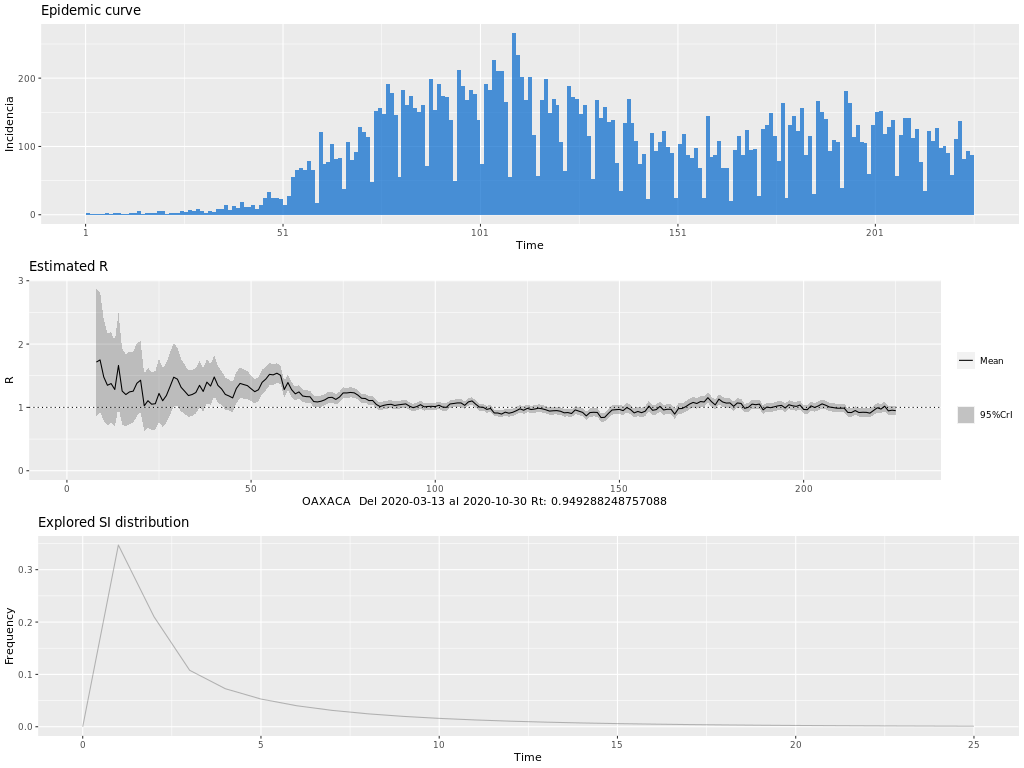 Epidemic curve
Incidencia
200
100
0
1
51
101
151
201
Time
Estimated R
R
3
2
1
0
0
50
100
150
200
Mean
95%CrI
OAXACA  Del 2020-03-13 al 2020-10-30 Rt: 0.949288248757088
Explored SI distribution
Frequency
0.3
0.2
0.1
0.0
0
5
10
15
20
25
Time